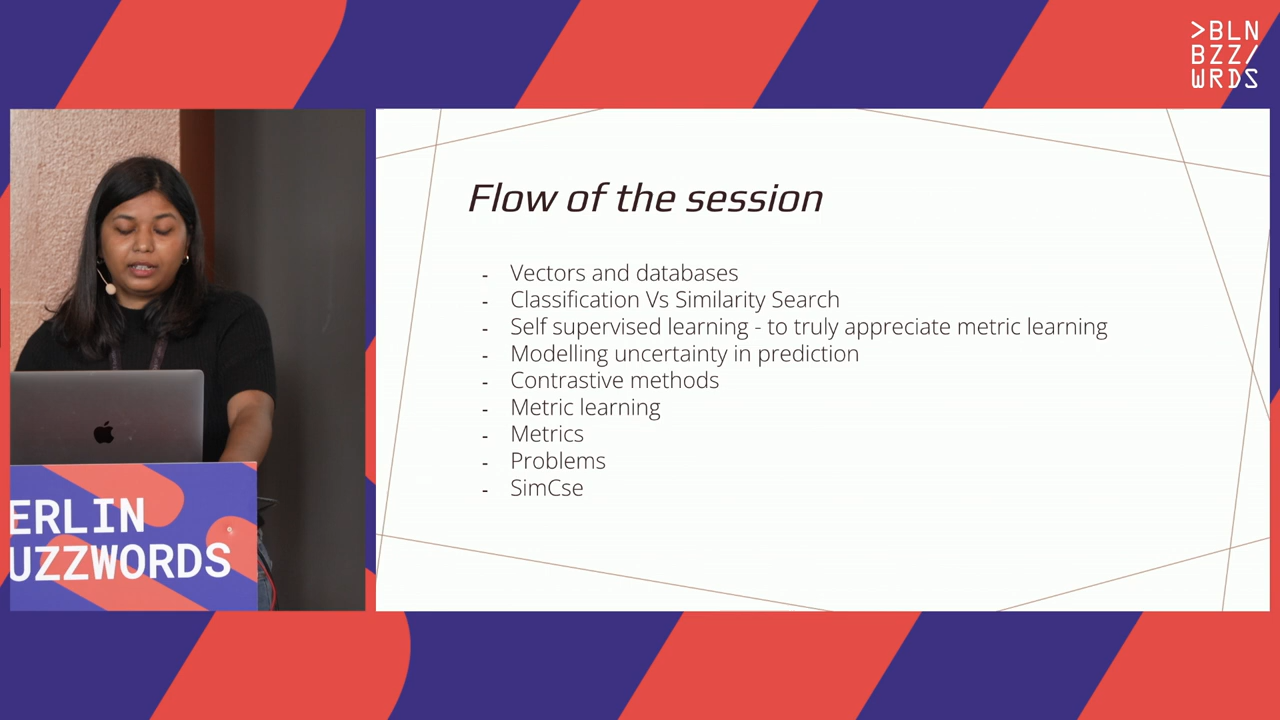 >BLN
BZZ/
WRDS
Flow of the session
- Vectors and databases
- Classification Vs Similarity Search
- Self supervised learning - to truly appreciate metric learning
- Modelling uncertainty in prediction
- Contrastive methods
- Metric learning
- Metrics
- Problems
- SimCse
ERLIN
UZZWORDS